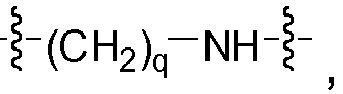 -(CH₂)q-NH- ,